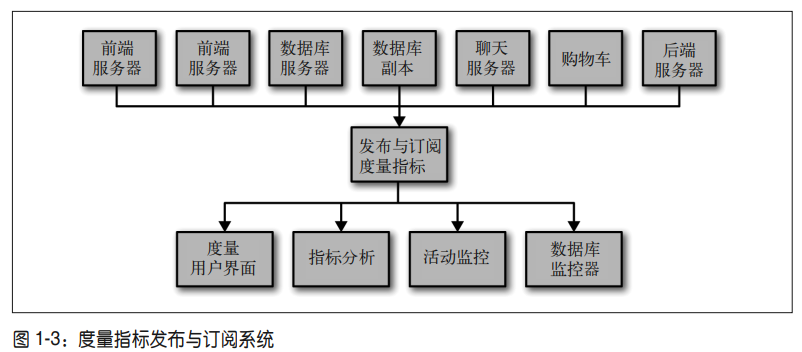 前端
服务器
前端
服务器
数据库
服务器
数据库
副本
聊天
服务器
购物车
后端
服务器
发布与订阅
度量指标
度量
用户界面
指标分析
活动监控
数据库
监控器
图 1-3：度量指标发布与订阅系统